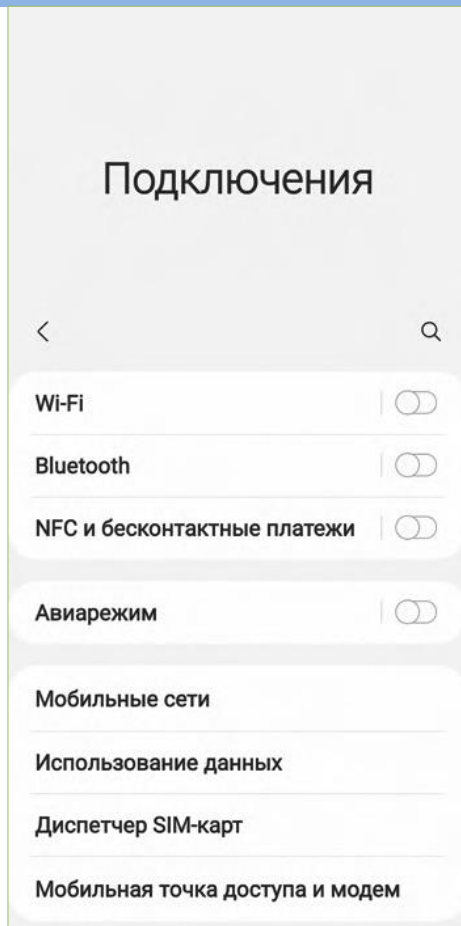 Подключения
Wi-Fi
Bluetooth
NFC и бесконтактные платежи
Авиарежим
Мобильные сети
Использование данных
Диспетчер SIM-карт
Мобильная точка доступа и модем